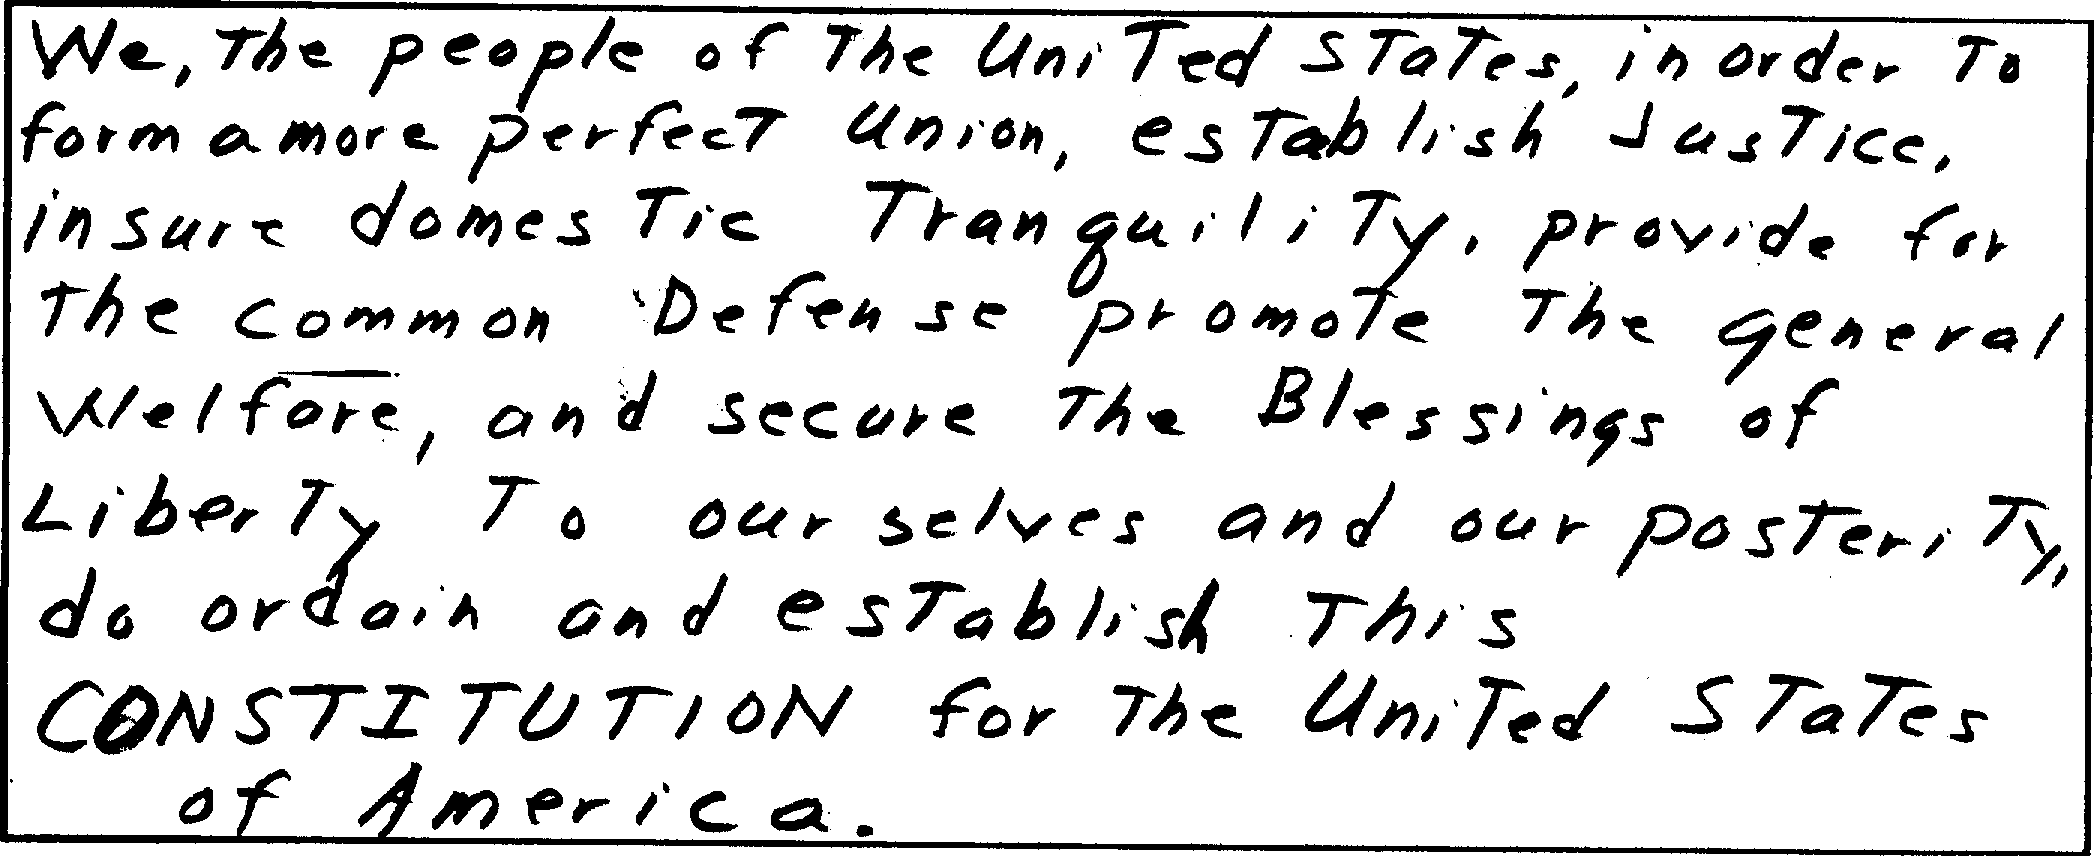 We, The people of The United States, in order To
form a more perfect Union, establish Justice,
insure domestic Tranquility, provide for
The common Defense promote The general
Welfare, and secure The Blessings of
Liberty To our selves and our posterity,
do ordain and establish This
CONSTITUTION for The United States
of America.